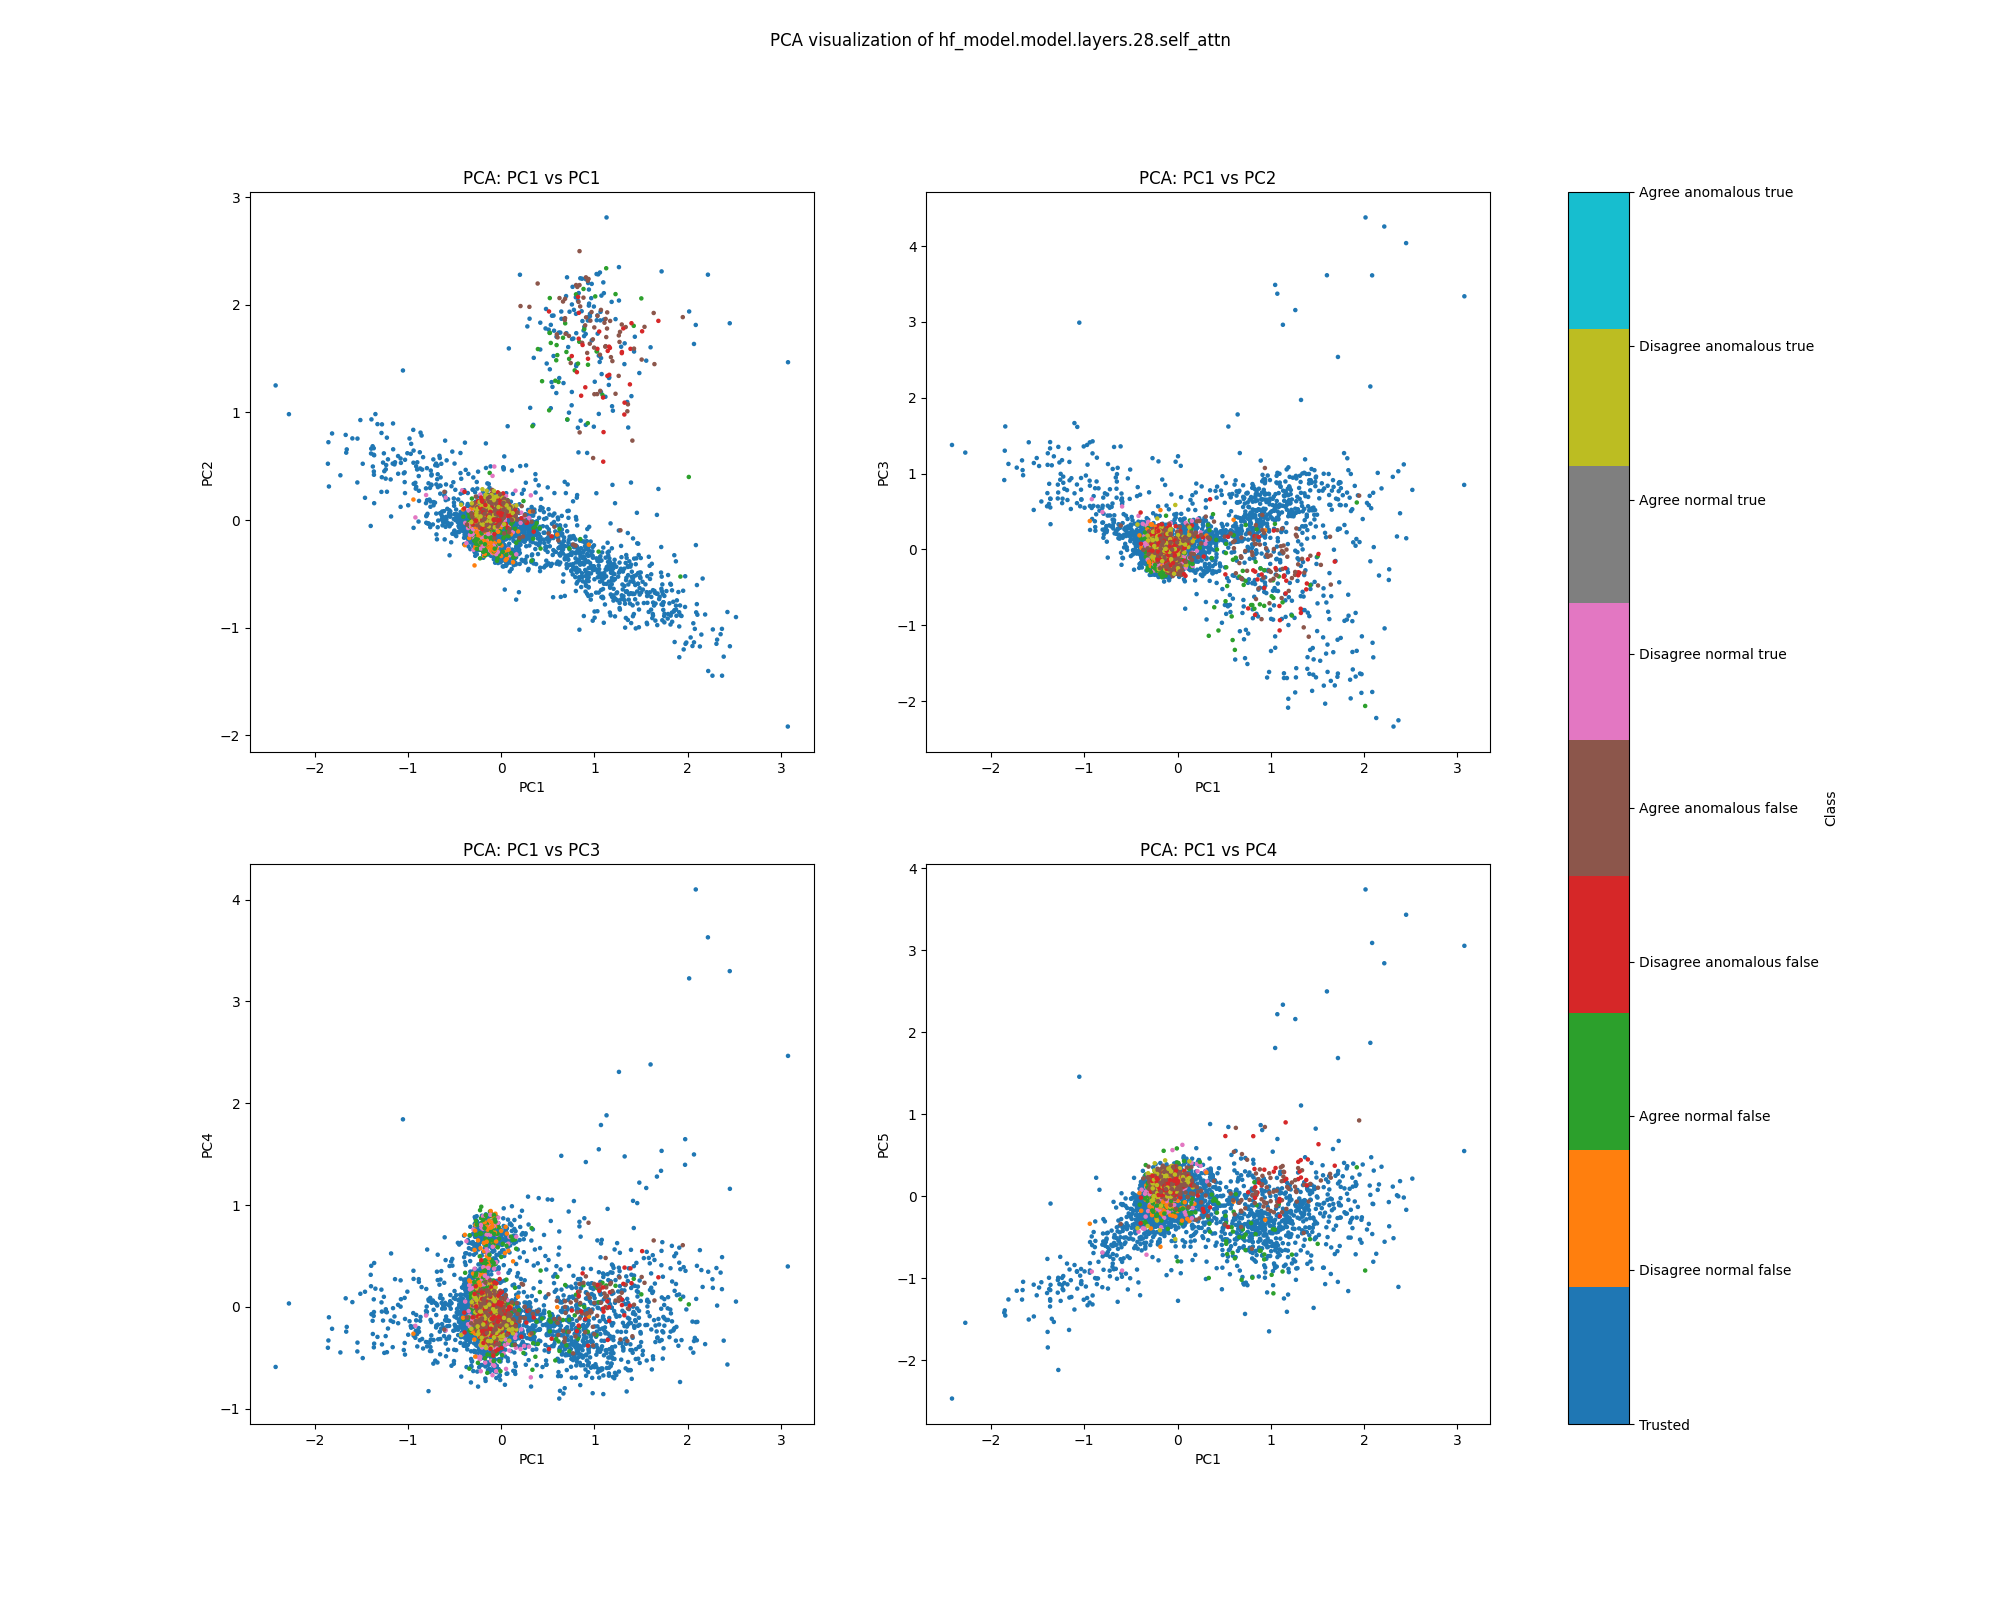 PCA visualization of hf_model.model.layers.28.self_attn
PCA: PC1 vs PC1
3
2
1
0
−1
−2
PC2
−2
−1
0
1
2
3
PC1
PCA: PC1 vs PC2
4
3
2
1
0
−1
−2
PC3
−2
−1
0
1
2
3
PC1
PCA: PC1 vs PC3
4
3
2
1
0
−1
PC4
−2
−1
0
1
2
3
PC1
PCA: PC1 vs PC4
4
3
2
1
0
−1
−2
PC5
−2
−1
0
1
2
3
PC1
Agree anomalous true
Disagree anomalous true
Agree normal true
Disagree normal true
Agree anomalous false
Disagree anomalous false
Agree normal false
Disagree normal false
Trusted
Class